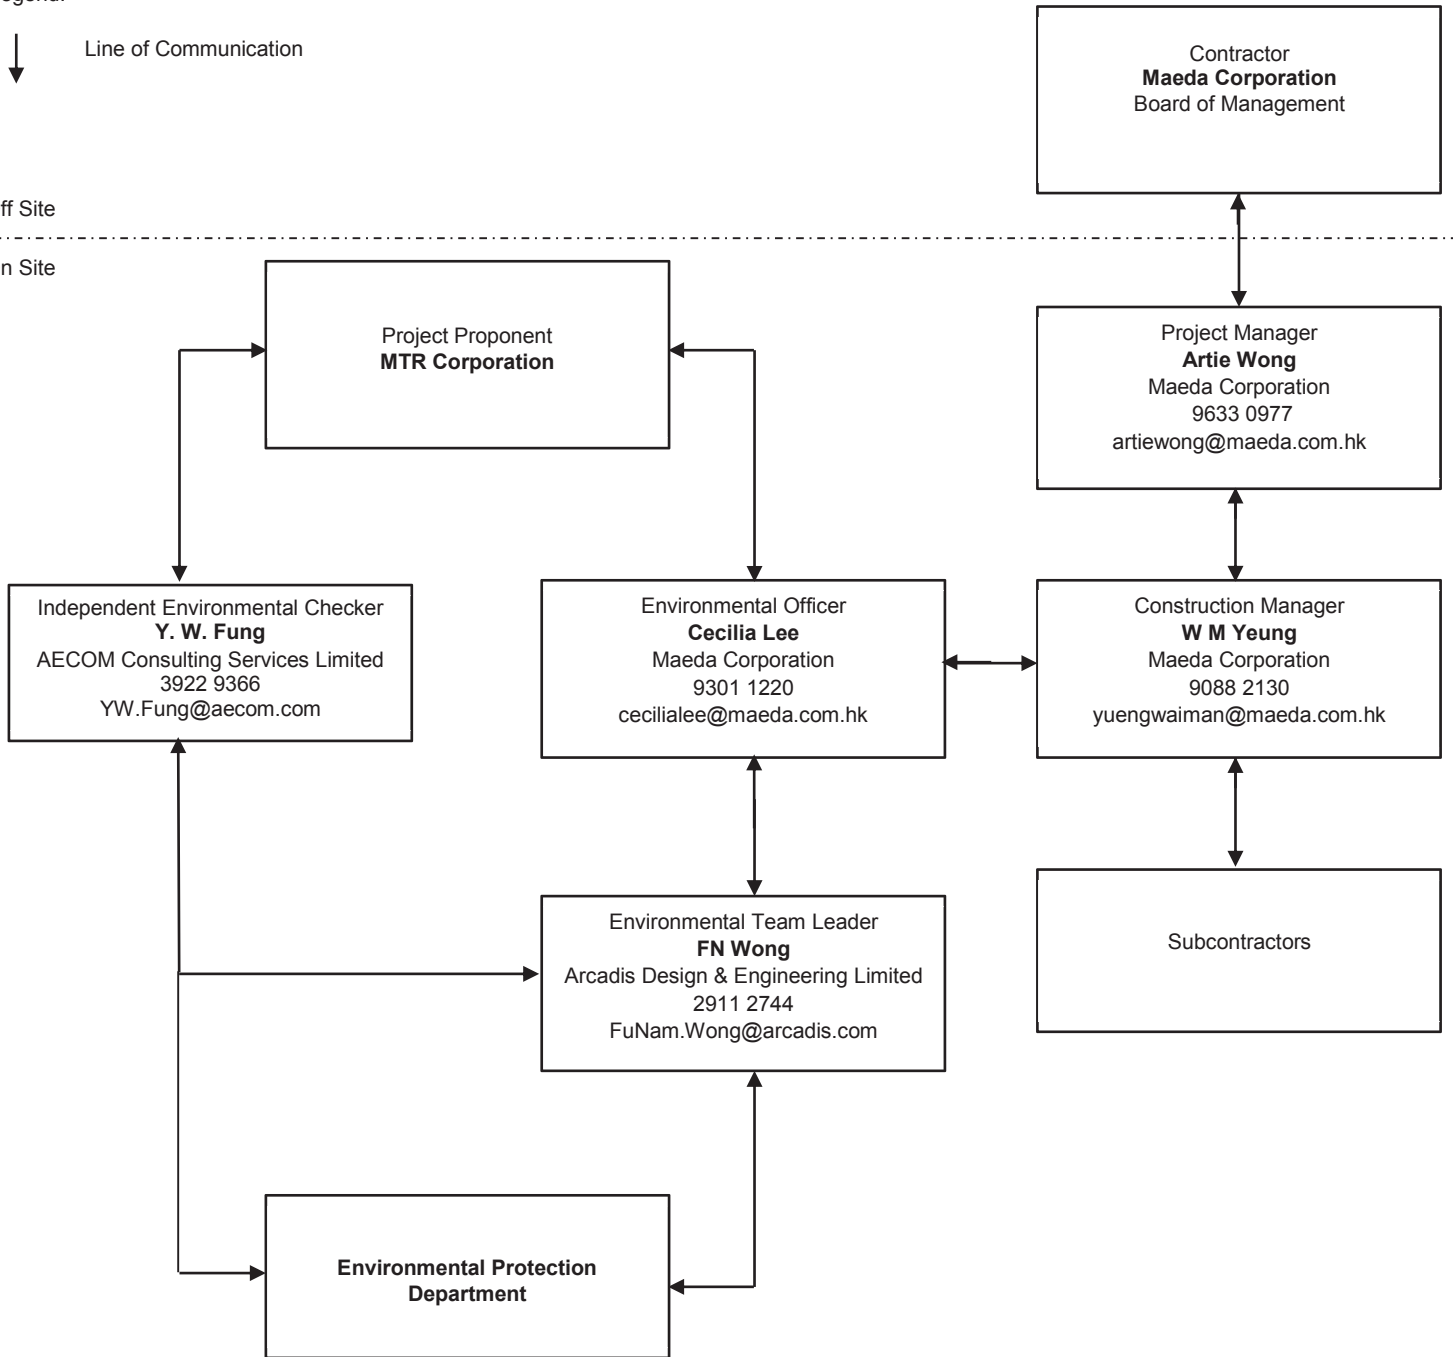 Line of Communication
Contractor
Maeda Corporation
Board of Management
ff Site
n Site
Project Proponent
MTR Corporation
Project Manager
Artie Wong
Maeda Corporation
9633 0977
artiewong@maeda.com.hk
Independent Environmental Checker
Y. W. Fung
AECOM Consulting Services Limited
3922 9366
YW.Fung@aecom.com
Environmental Officer
Cecilia Lee
Maeda Corporation
9301 1220
cecilialee@maeda.com.hk
Construction Manager
W M Yeung
Maeda Corporation
9088 2130
yuengwaiman@maeda.com.hk
Environmental Team Leader
FN Wong
Arcadis Design & Engineering Limited
2911 2744
FuNam.Wong@arcadis.com
Subcontractors
Environmental Protection
Department